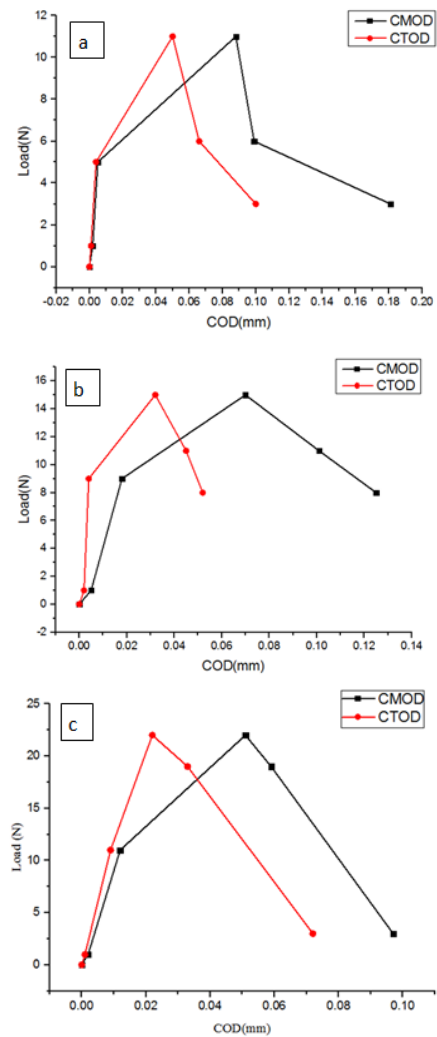 a
CMOD
CTOD
12
10
8
6
4
2
0
Load(N)
-0.02 0.00 0.02 0.04 0.06 0.08 0.10 0.12 0.14 0.16 0.18 0.20
COD(mm)
b
CMOD
CTOD
16
14
12
10
8
6
4
2
0
-2
Load(N)
0.00 0.02 0.04 0.06 0.08 0.10 0.12 0.14
COD(mm)
c
CMOD
CTOD
25
20
15
10
5
0
Load (N)
0.00 0.02 0.04 0.06 0.08 0.10
COD(mm)